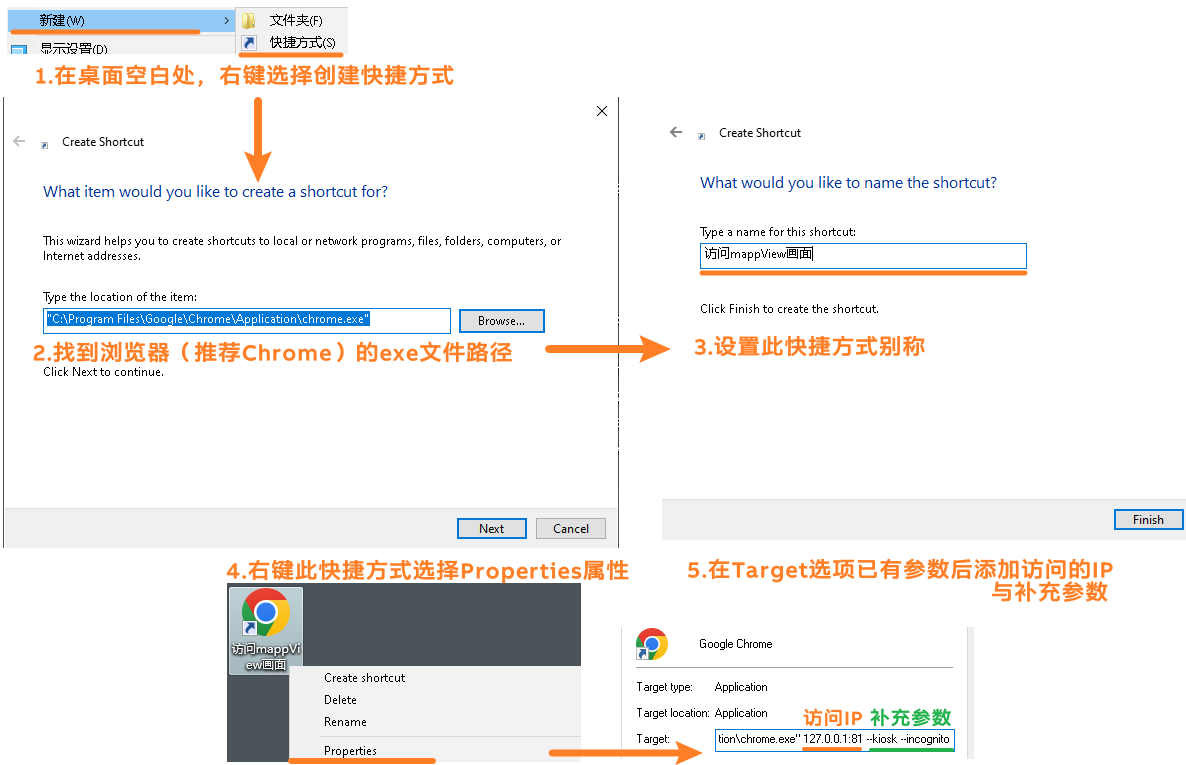 新建(W)
文件夹(F)
快捷方式(S)
显示设置(D)
1.在桌面空白处，右键选择创建快捷方式
Create Shortcut
What item would you like to create a shortcut for?
This wizard helps you to create shortcuts to local or network programs, files, folders, computers, or
Internet addresses.
Type the location of the item:
"C:\Program Files\Google\Chrome\Application\chrome.exe"
Browse...
2.找到浏览器（推荐Chrome）的exe文件路径
Click Next to continue.
Next
Cancel
Create Shortcut
What would you like to name the shortcut?
Type a name for this shortcut:
访问mappView画面
Click Finish to create the shortcut.
3.设置此快捷方式别称
Finish
4.右键此快捷方式选择Properties属性
访问mappVi
ew画面
Create shortcut
Delete
Rename
Properties
5.在Target选项已有参数后添加访问的IP
与补充参数
Google Chrome
Target type:
Application
Target location:
Application
访问IP
补充参数
Target:
tion\chrome.exe" 127.0.0.1:81 --kiosk --incognito